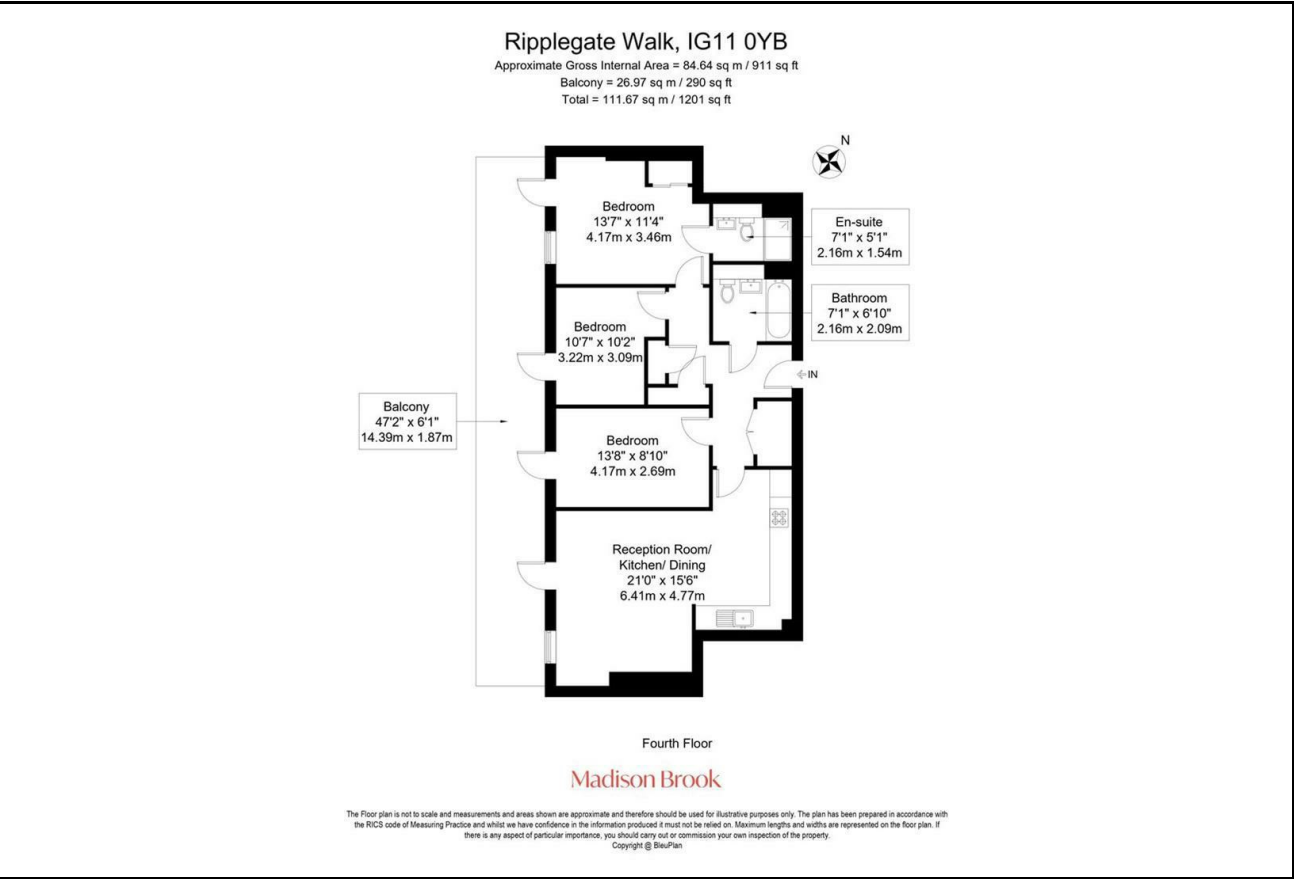 Ripplegate Walk, IG11 0YB
Approximate Gross Internal Area = 84.64 sq m / 911 sq ft
Balcony = 26.97 sq m / 290 sq ft
Total = 111.67 sq m / 1201 sq ft
N
Bedroom
13'7" x 11'4"
4.17m x 3.46m
En-suite
7'1" x 5'1"
2.16m x 1.54m
Bathroom
7'1" x 6'10"
2.16m x 2.09m
Bedroom
10'7" x 10'2"
3.22m x 3.09m
IN
Balcony
47'2" x 6'1"
14.39m x 1.87m
Bedroom
13'8" x 8'10"
4.17m x 2.69m
Reception Room/
Kitchen/ Dining
21'0" x 15'6"
6.41m x 4.77m
Fourth Floor
Madison Brook
The Floor plan is not to scale and measurements and areas shown are approximate and therefore should be used for illustrative purposes only. The plan has been prepared in accordance with
the RICS code of Measuring Practice and whilst we have confidence in the information produced it must not be relied on. Maximum lengths and widths are represented on the floor plan. If
there is any aspect of particular importance, you should carry out or commission your own inspection of the property.
Copyright @ BleuPlan